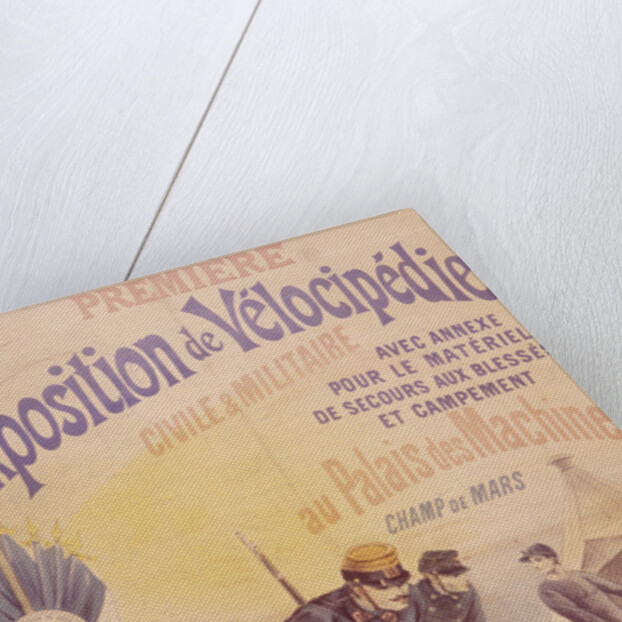 PREMIERE
xposition de Vélocipédie
CIVILE & MILITAIRE
AVEC ANNEXE
POUR LE MATÉRIEL
DE SECOURS AUX BLESSÉS
ET CAMPEMENT
au Palais des Machine
CHAMP DE MARS